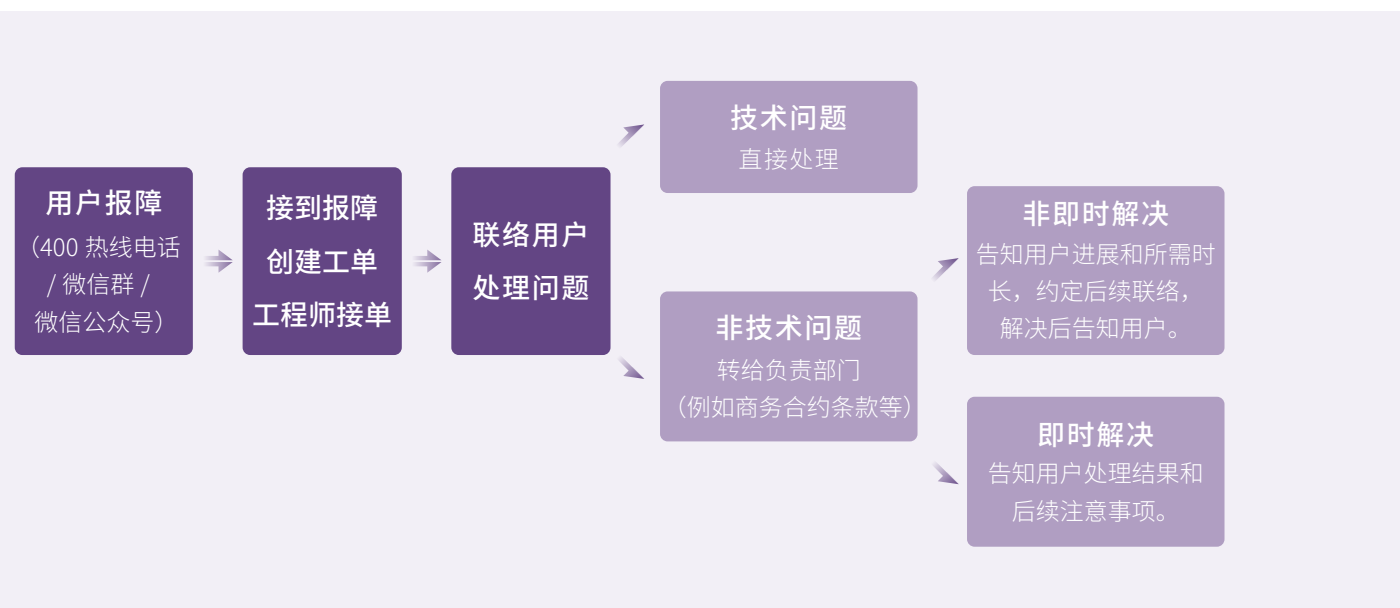 用户报障
（400 热线电话
/ 微信群 /
微信公众号）
接到报障
创建工单
工程师接单
联络用户
处理问题
技术问题
直接处理
非技术问题
转给负责部门
（例如商务合约条款等）
非即时解决
告知用户进展和所需时
长，约定后续联络，
解决后告知用户。
即时解决
告知用户处理结果和
后续注意事项。